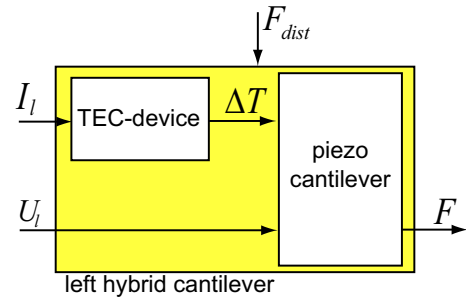 F_dist
I_l
TEC-device
ΔT
piezo
cantilever
U_l
F
left hybrid cantilever